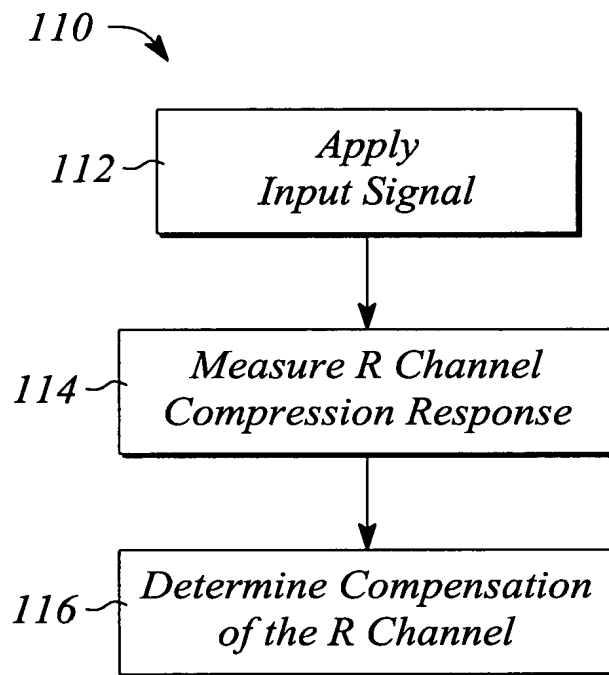 110
112
Apply
Input Signal
114
Measure R Channel
Compression Response
116
Determine Compensation
of the R Channel